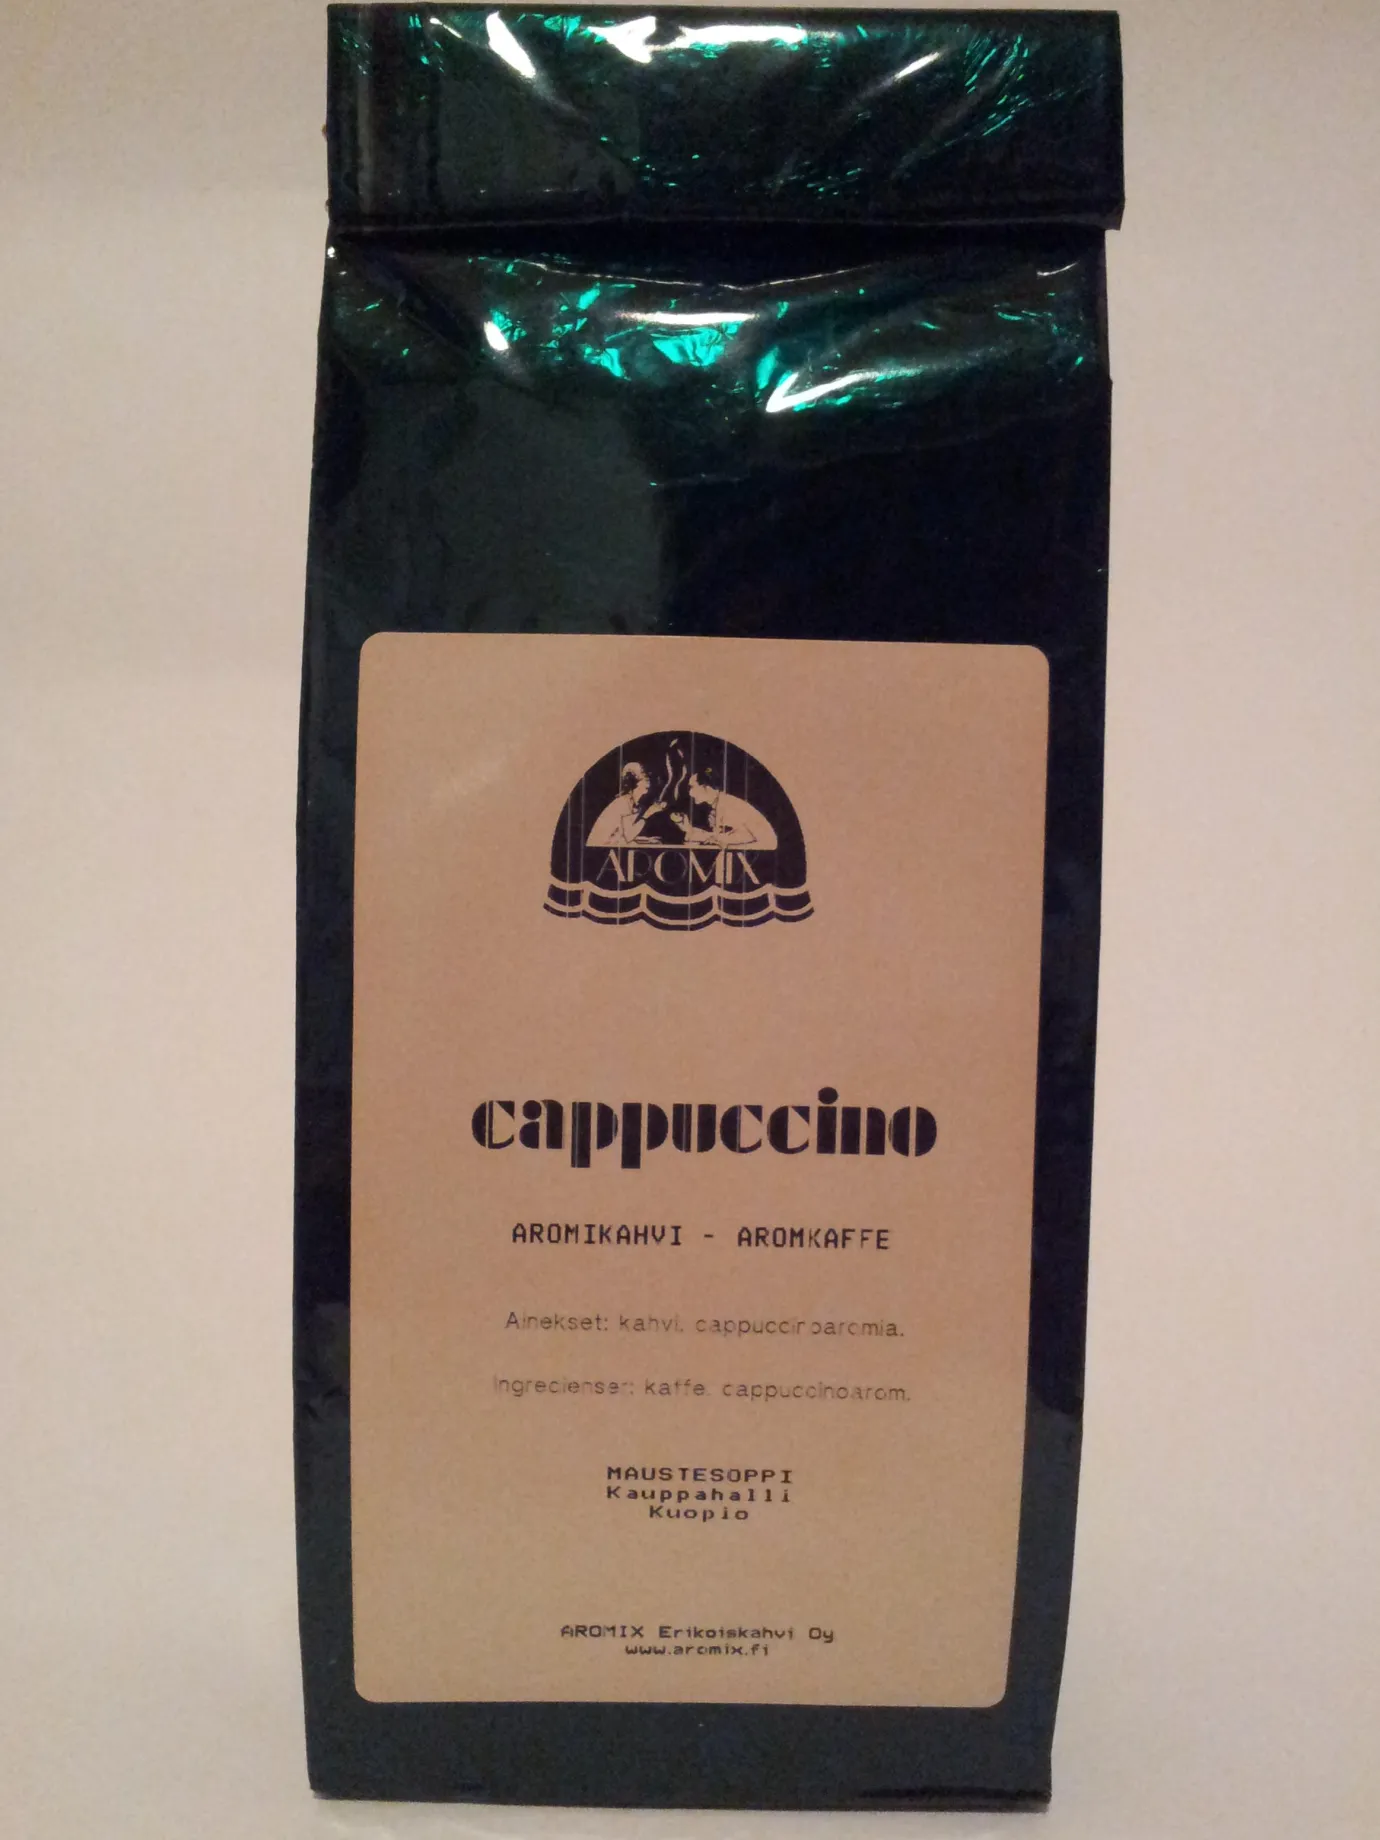 AROMIX
cappuccino
AROMIKAHVI - AROMKAFFE
Ainekset: kahvi, cappuccinoaromia.
Ingredienser: kaffe, cappuccinoarom.
MAUSTESOPPI
Kauppahalli
Kuopio
AROMIX Erikoiskahvi Oy
www.aromix.fi